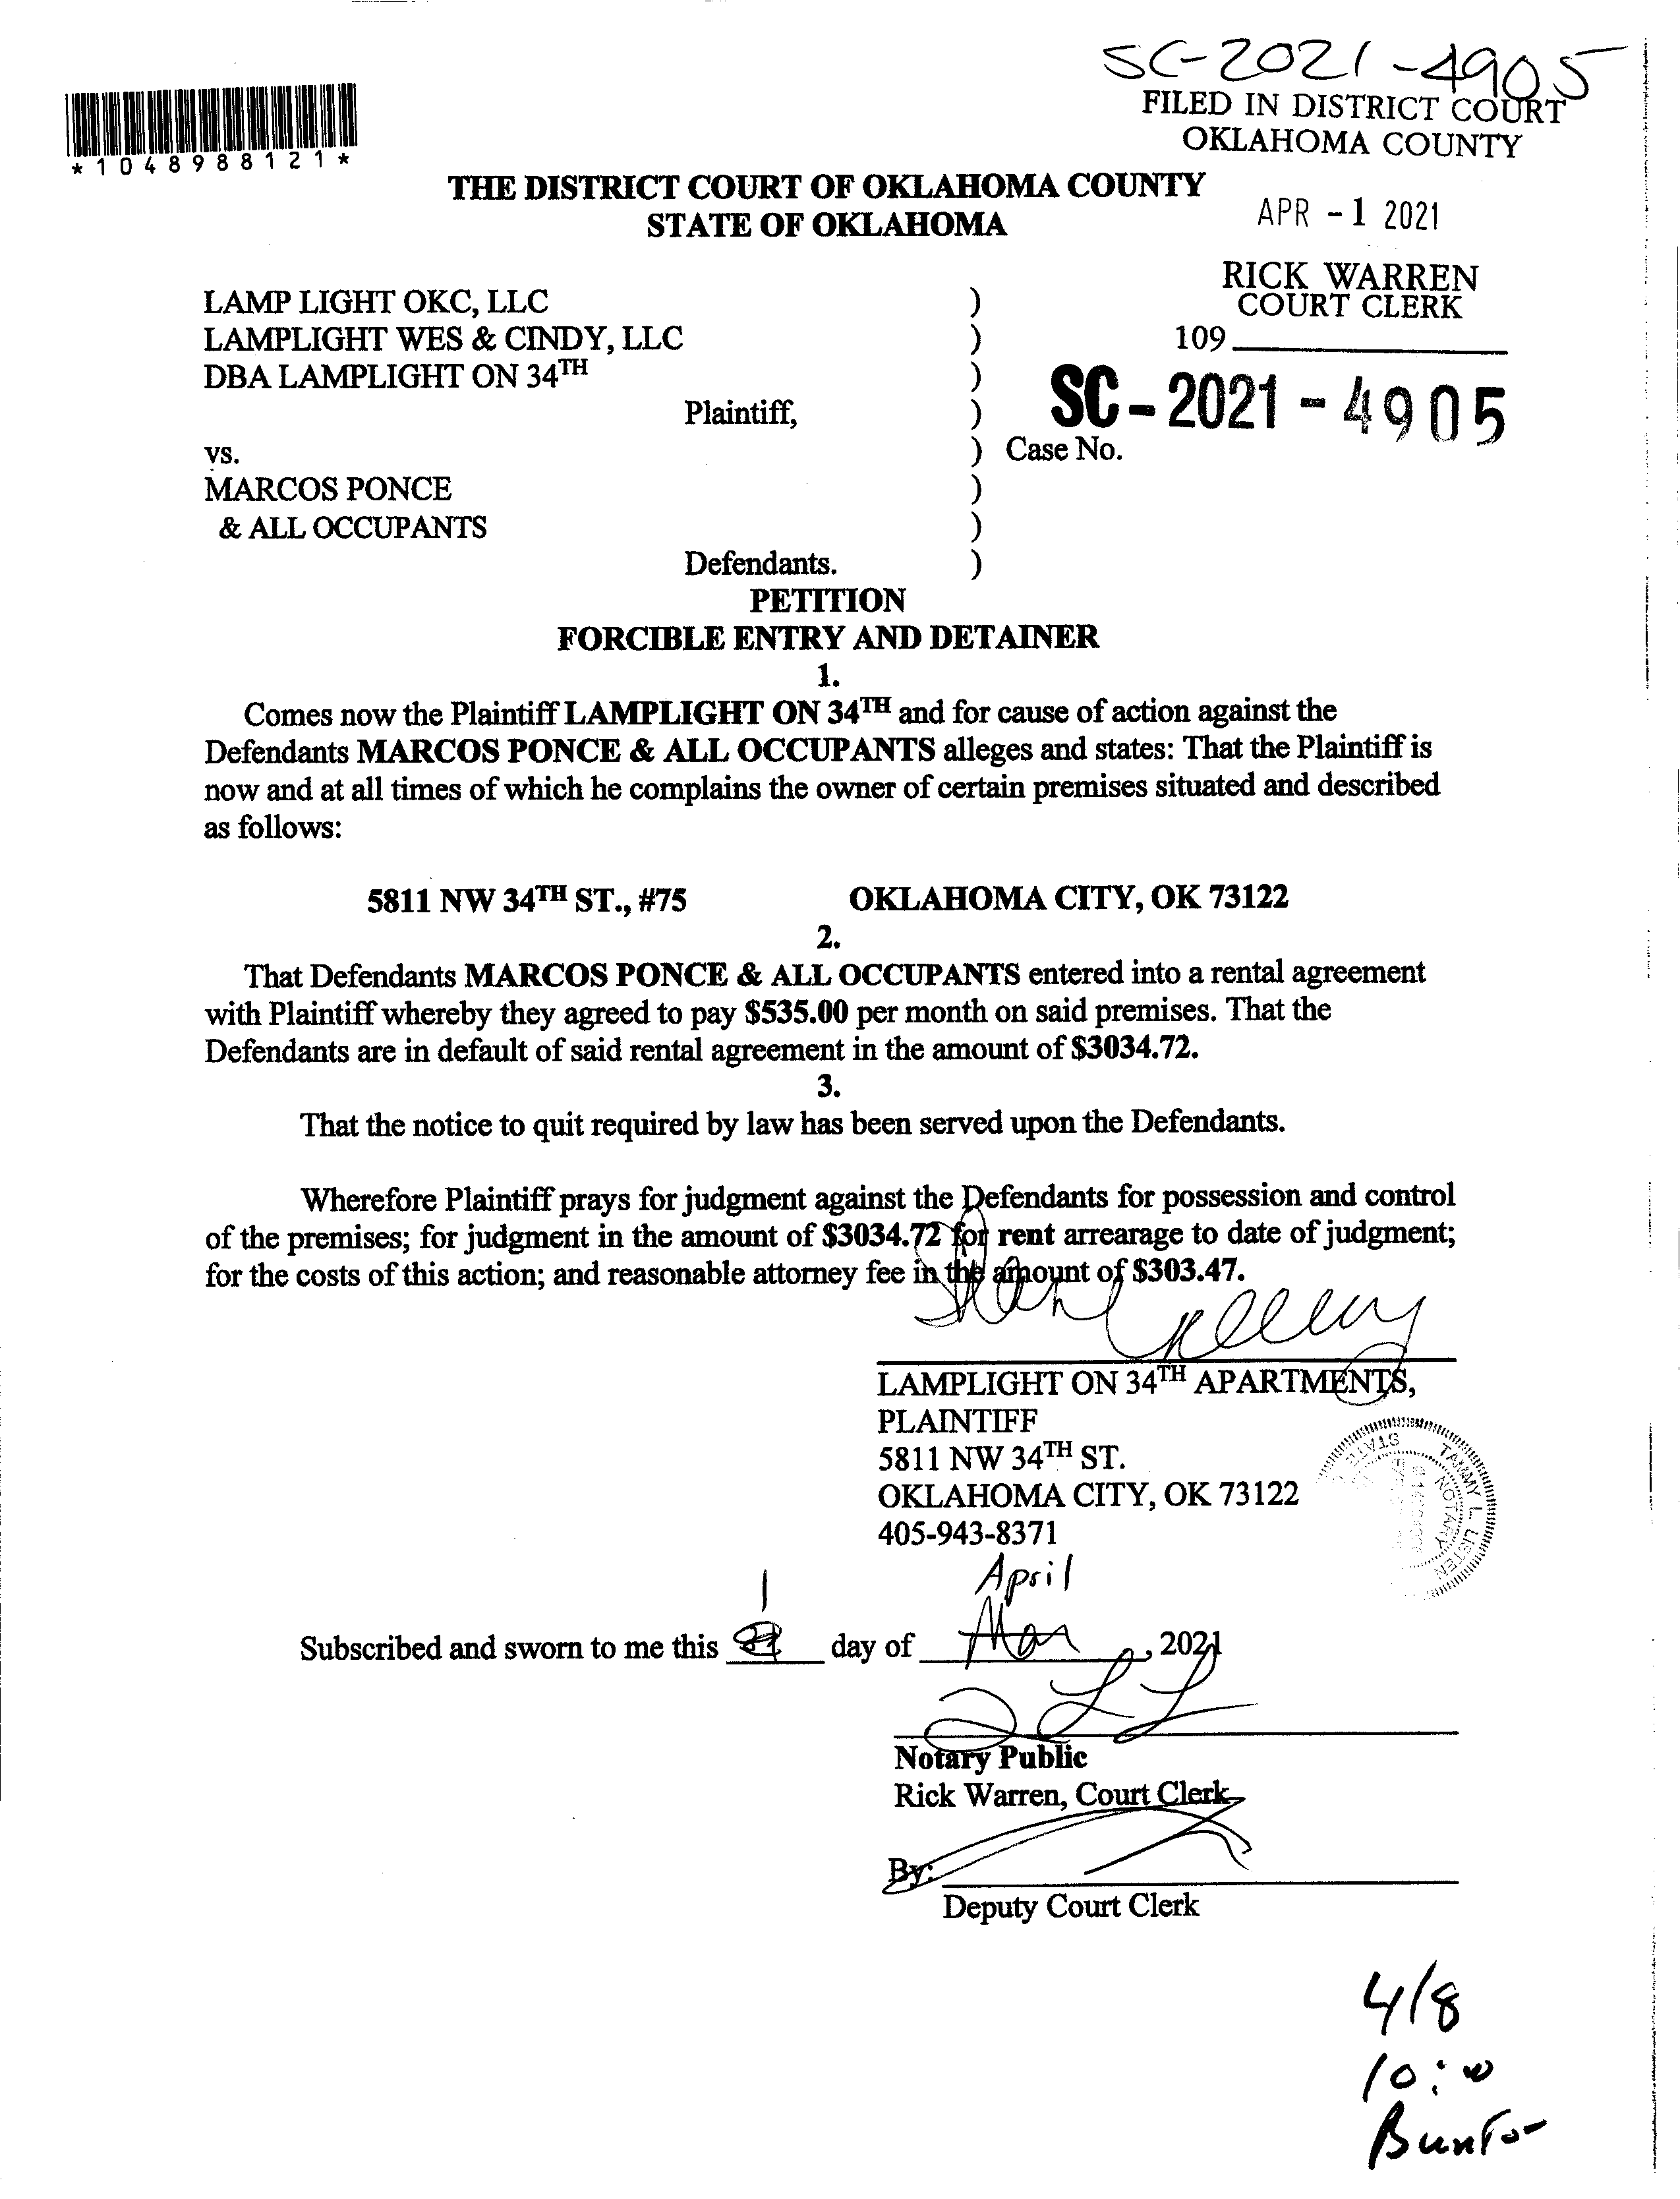 SC-2021-4905
FILED IN DISTRICT COURT
OKLAHOMA COUNTY
*1048988121*
THE DISTRICT COURT OF OKLAHOMA COUNTY
STATE OF OKLAHOMA
APR -1 2021
RICK WARREN
COURT CLERK
109
LAMP LIGHT OKC, LLC )
LAMPLIGHT WES & CINDY, LLC )
DBA LAMPLIGHT ON 34TH )
Plaintiff, ) SC-2021-4905
vs. ) Case No.
MARCOS PONCE )
& ALL OCCUPANTS )
Defendants. )
PETITION
FORCIBLE ENTRY AND DETAINER
1.
Comes now the Plaintiff LAMPLIGHT ON 34TH and for cause of action against the
Defendants MARCOS PONCE & ALL OCCUPANTS alleges and states: That the Plaintiff is
now and at all times of which he complains the owner of certain premises situated and described
as follows:
5811 NW 34TH ST., #75 OKLAHOMA CITY, OK 73122
2.
That Defendants MARCOS PONCE & ALL OCCUPANTS entered into a rental agreement
with Plaintiff whereby they agreed to pay $535.00 per month on said premises. That the
Defendants are in default of said rental agreement in the amount of $3034.72.
3.
That the notice to quit required by law has been served upon the Defendants.
Wherefore Plaintiff prays for judgment against the Defendants for possession and control
of the premises; for judgment in the amount of $3034.72 for rent arrearage to date of judgment;
for the costs of this action; and reasonable attorney fee in the amount of $303.47.
LAMPLIGHT ON 34TH APARTMENTS,
PLAINTIFF
5811 NW 34TH ST.
OKLAHOMA CITY, OK 73122
405-943-8371
TAMMY L. LISTEN
NOTARY
STATE
1 April
Subscribed and sworn to me this day of Mar, 2021
Notary Public
Rick Warren, Court Clerk
By:
Deputy Court Clerk
4/8
10:00
Bunton